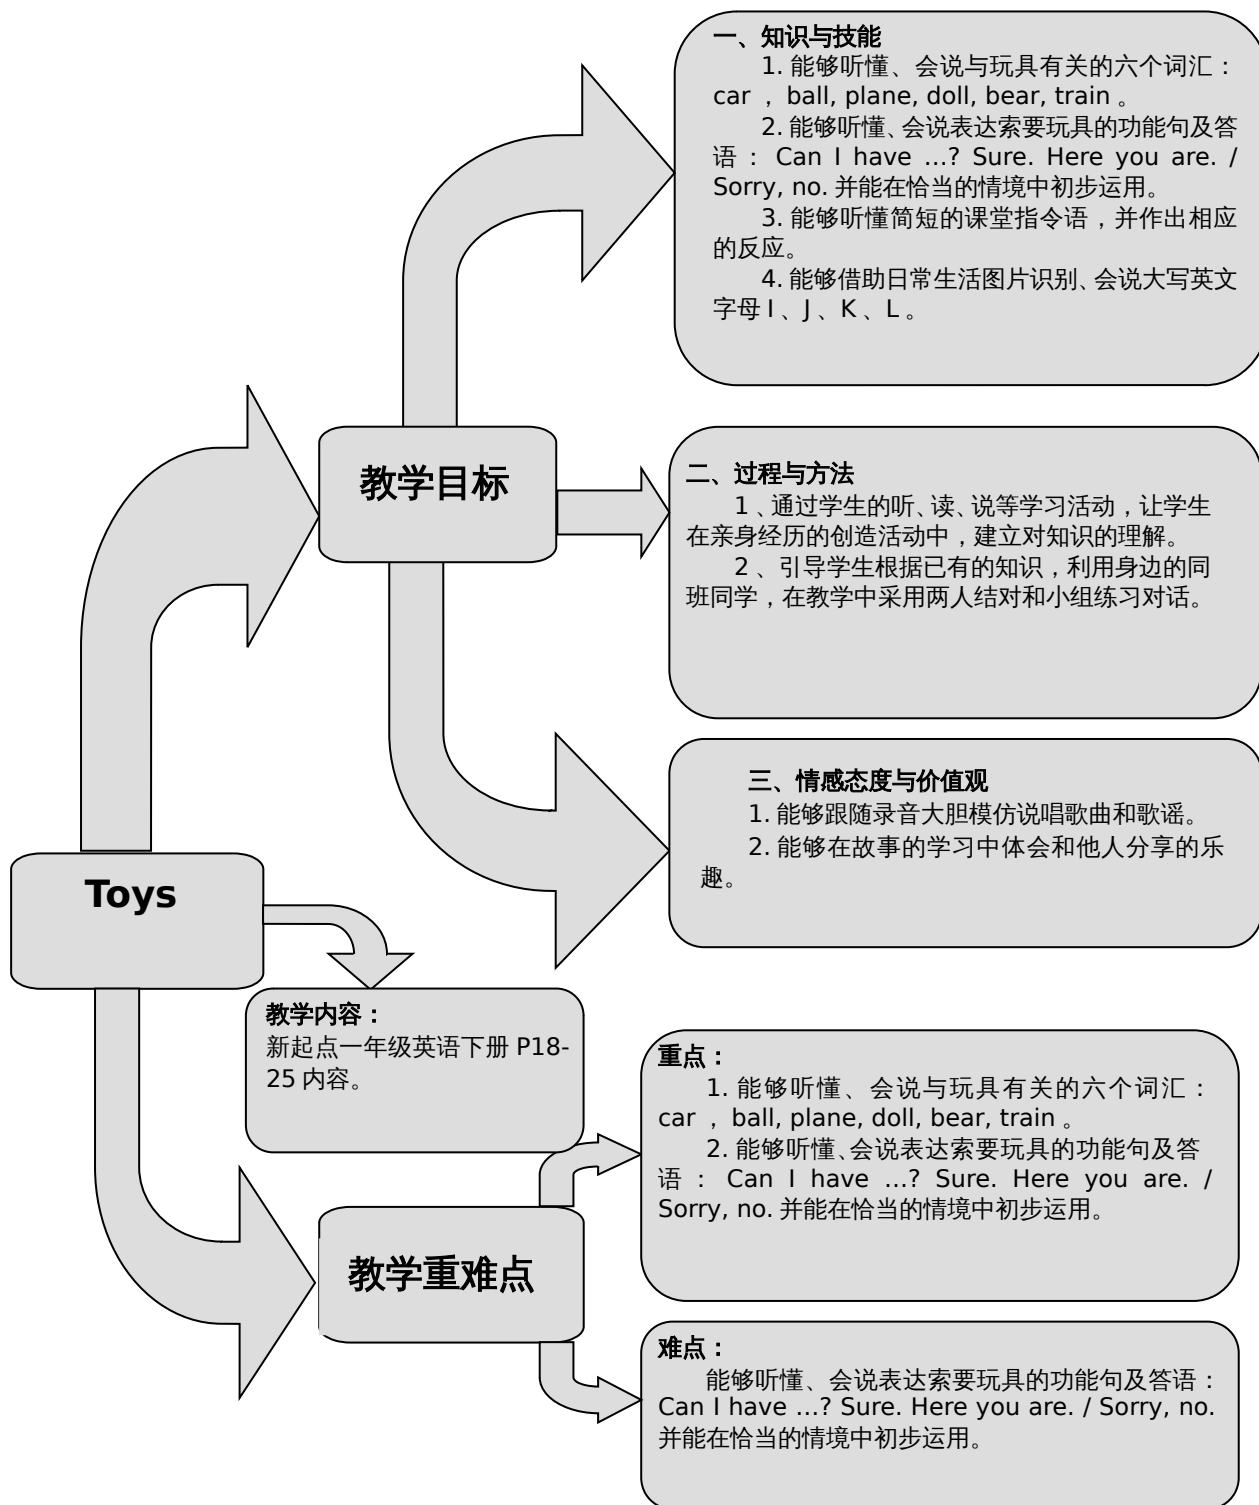 一、知识与技能
1. 能够听懂、会说与玩具有关的六个词汇：
car ， ball, plane, doll, bear, train 。
2. 能够听懂、会说表达索要玩具的功能句及答
语 ： Can I have …? Sure. Here you are. /
Sorry, no. 并能在恰当的情境中初步运用。
3. 能够听懂简短的课堂指令语，并作出相应
的反应。
4. 能够借助日常生活图片识别、会说大写英文
字母 I 、J 、K 、L 。
教学目标
二、过程与方法
1 、通过学生的听、读、说等学习活动，让学生
在亲身经历的创造活动中，建立对知识的理解。
2 、引导学生根据已有的知识，利用身边的同
班同学，在教学中采用两人结对和小组练习对话。
三、情感态度与价值观
1. 能够跟随录音大胆模仿说唱歌曲和歌谣。
2. 能够在故事的学习中体会和他人分享的乐
趣。
Toys
教学内容：
新起点一年级英语下册 P18-
25 内容。
重点：
1. 能够听懂、会说与玩具有关的六个词汇：
car ， ball, plane, doll, bear, train 。
2. 能够听懂、会说表达索要玩具的功能句及答
语 ： Can I have …? Sure. Here you are. /
Sorry, no. 并能在恰当的情境中初步运用。
教学重难点
难点：
能够听懂、会说表达索要玩具的功能句及答语：
Can I have …? Sure. Here you are. / Sorry, no.
并能在恰当的情境中初步运用。